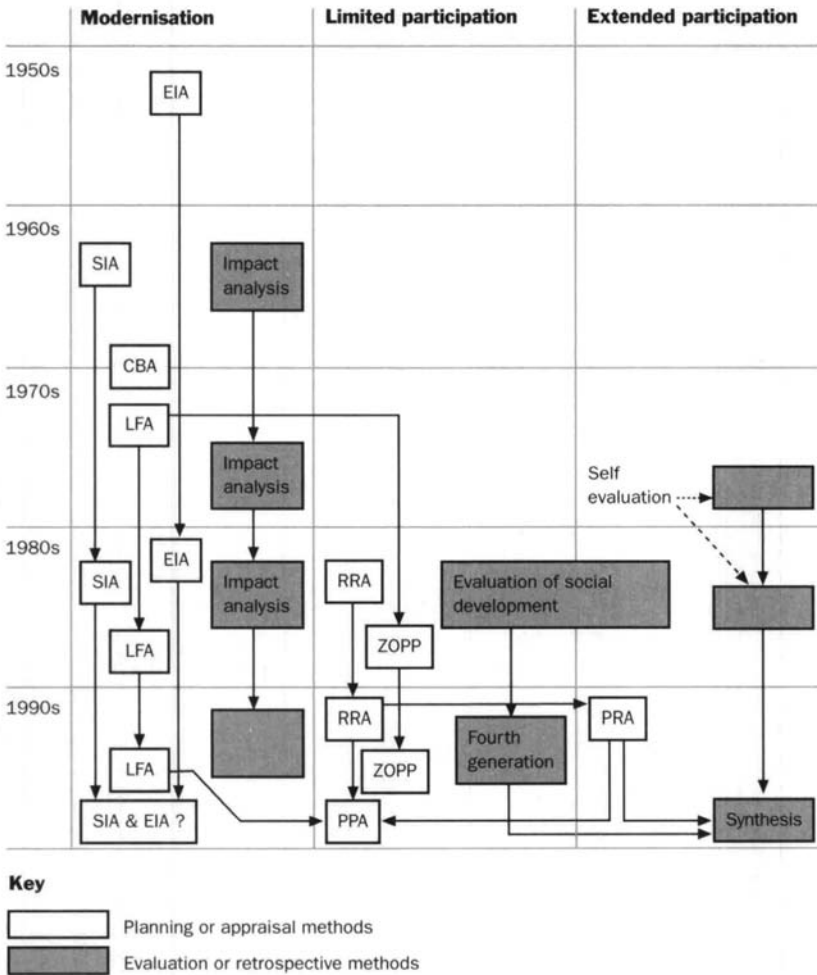 Modernisation
Limited participation
Extended participation
1950s
EIA
1960s
SIA
Impact
analysis
CBA
1970s
LFA
Impact
analysis
Self
evaluation
1980s
EIA
SIA
Impact
analysis
RRA
Evaluation of social
development
ZOPP
LFA
1990s
RRA
PRA
Fourth
generation
LFA
ZOPP
SIA & EIA ?
PPA
Synthesis
Key
Planning or appraisal methods
Evaluation or retrospective methods